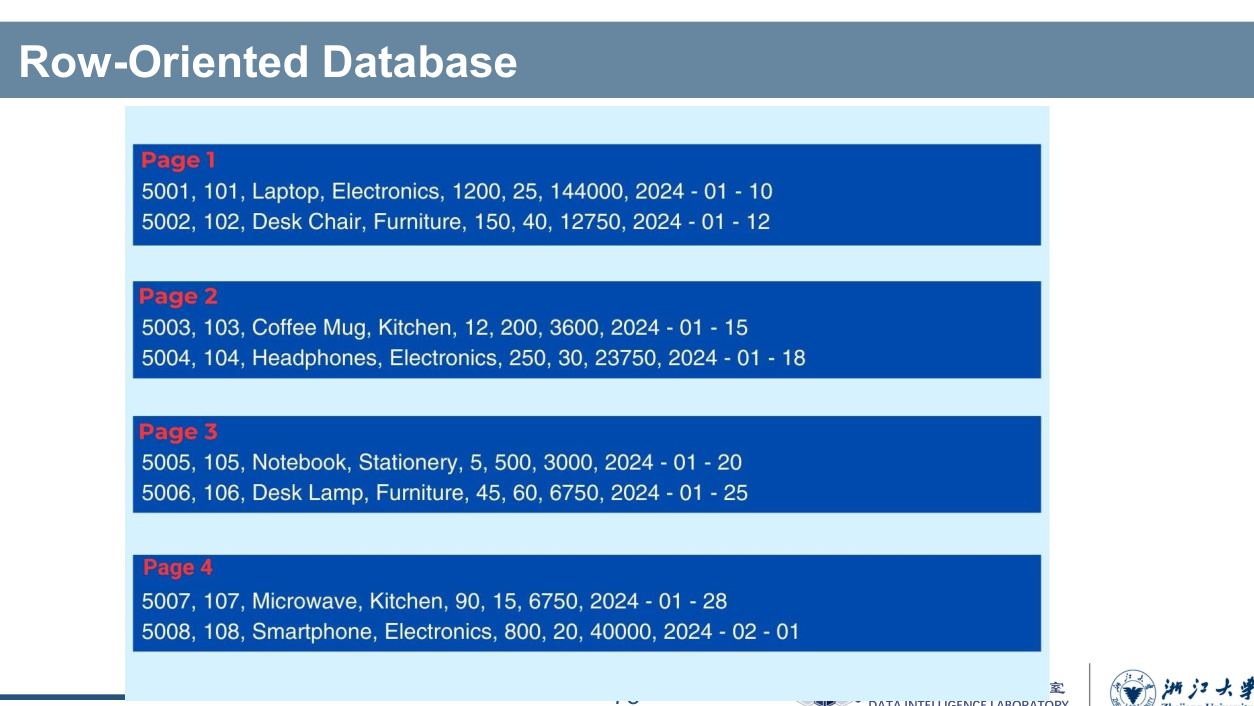 Row-Oriented Database
Page 1
5001, 101, Laptop, Electronics, 1200, 25, 144000, 2024 - 01 - 10
5002, 102, Desk Chair, Furniture, 150, 40, 12750, 2024 - 01 - 12
Page 2
5003, 103, Coffee Mug, Kitchen, 12, 200, 3600, 2024 - 01 - 15
5004, 104, Headphones, Electronics, 250, 30, 23750, 2024 - 01 - 18
Page 3
5005, 105, Notebook, Stationery, 5, 500, 3000, 2024 - 01 - 20
5006, 106, Desk Lamp, Furniture, 45, 60, 6750, 2024 - 01 - 25
Page 4
5007, 107, Microwave, Kitchen, 90, 15, 6750, 2024 - 01 - 28
5008, 108, Smartphone, Electronics, 800, 20, 40000, 2024 - 02 - 01
室
DATA INTELLIGENCE LABORATORY
浙江大学